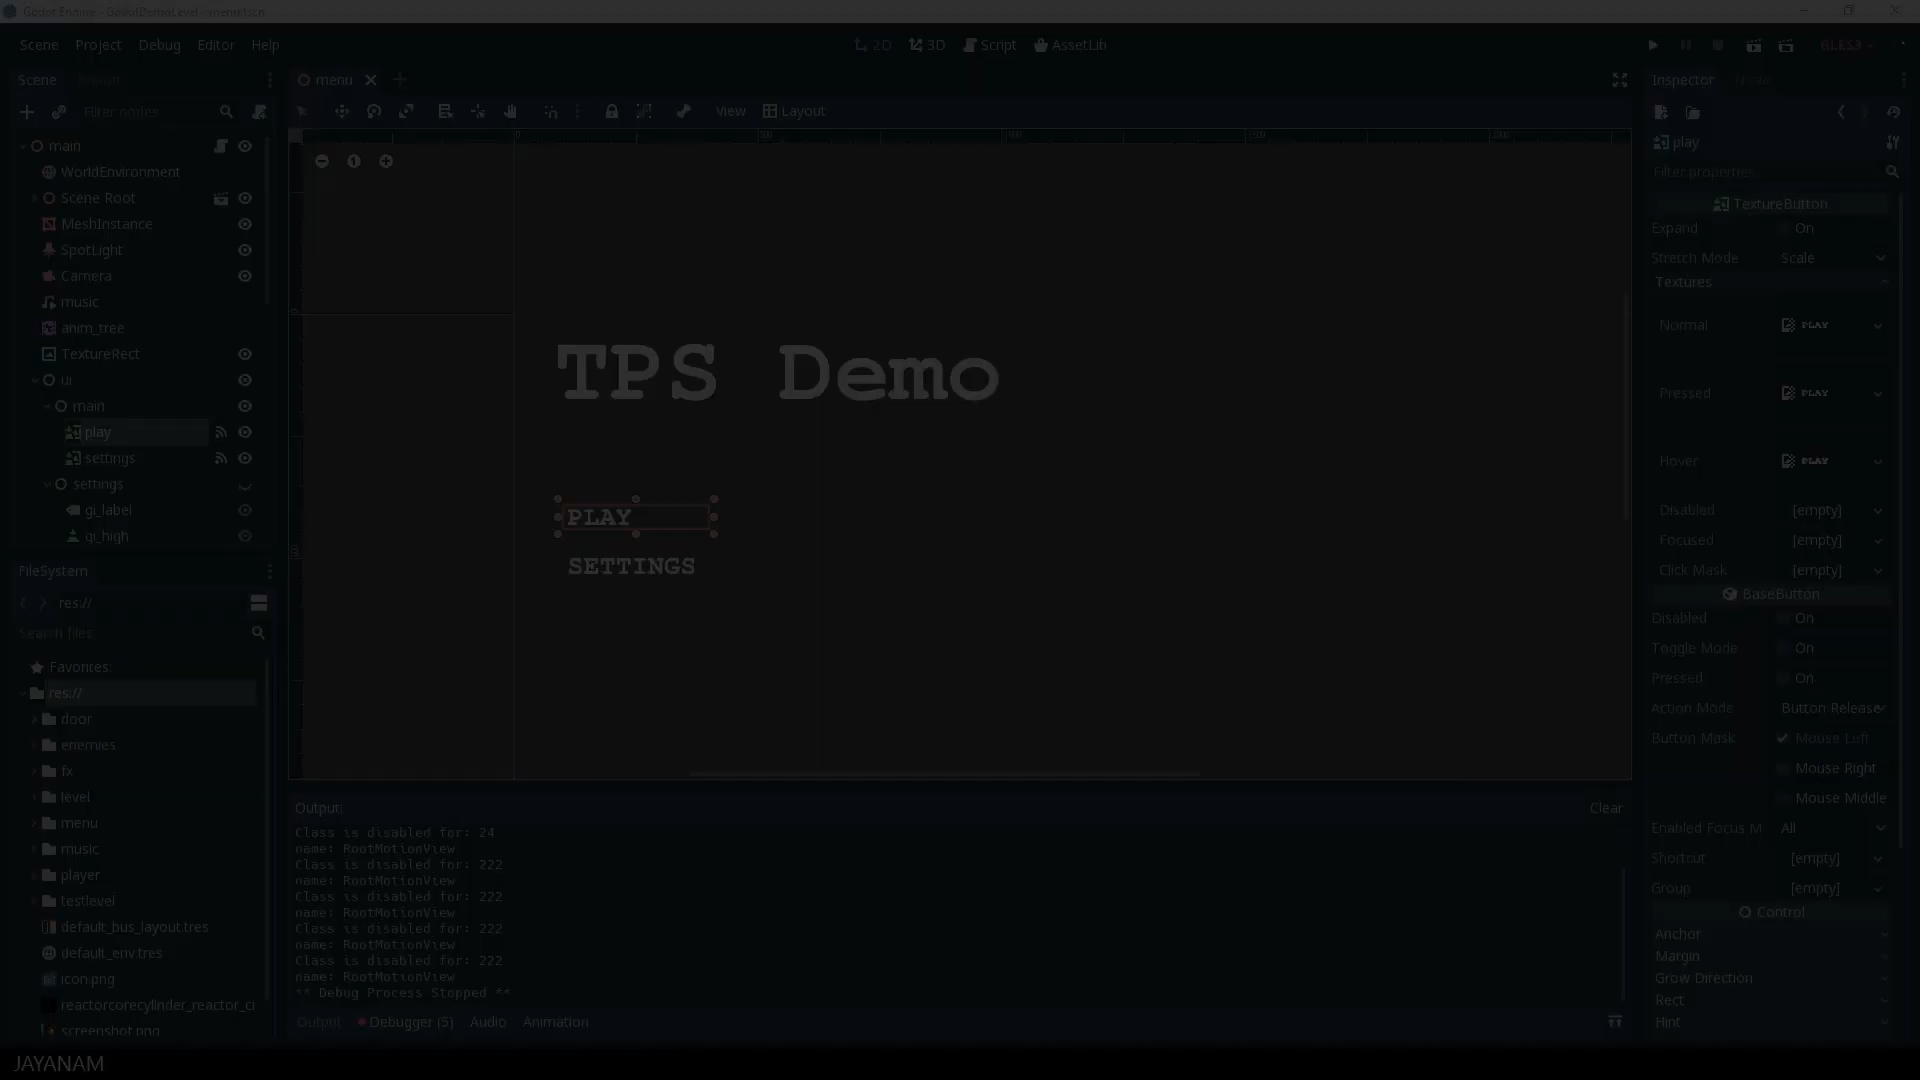 Godot Engine - GodotDemoLevel - menu.tscn
Scene Project Debug Editor Help
2D 3D Script AssetLib
GLES3
Scene
menu
Inspector
Filter nodes
View Layout
main
WorldEnvironment
Scene Root
MeshInstance
SpotLight
Camera
music
anim_tree
TextureRect
ui
main
play
settings
settings
gi_label
gi_high
FileSystem
res://
Search files
Favorites:
res://
door
enemies
fx
level
menu
music
player
testlevel
default_bus_layout.tres
default_env.tres
icon.png
reactorcorecylinder_reactor_ci
screenshot.png
TPS Demo
PLAY
SETTINGS
Output:
Clear
Class is disabled for: 24
name: RootMotionView
Class is disabled for: 222
name: RootMotionView
Class is disabled for: 222
name: RootMotionView
Class is disabled for: 222
name: RootMotionView
Class is disabled for: 222
name: RootMotionView
** Debug Process Stopped **
Output Debugger (5) Audio Animation
play
Filter properties
TextureButton
Expand On
Stretch Mode Scale
Textures
Normal PLAY
Pressed PLAY
Hover PLAY
Disabled [empty]
Focused [empty]
Click Mask [empty]
BaseButton
Disabled On
Toggle Mode On
Pressed On
Action Mode Button Release
Button Mask Mouse Left
Mouse Right
Mouse Middle
Enabled Focus M All
Shortcut [empty]
Group [empty]
Control
Anchor
Margin
Grow Direction
Rect
Hint
JAYANAM